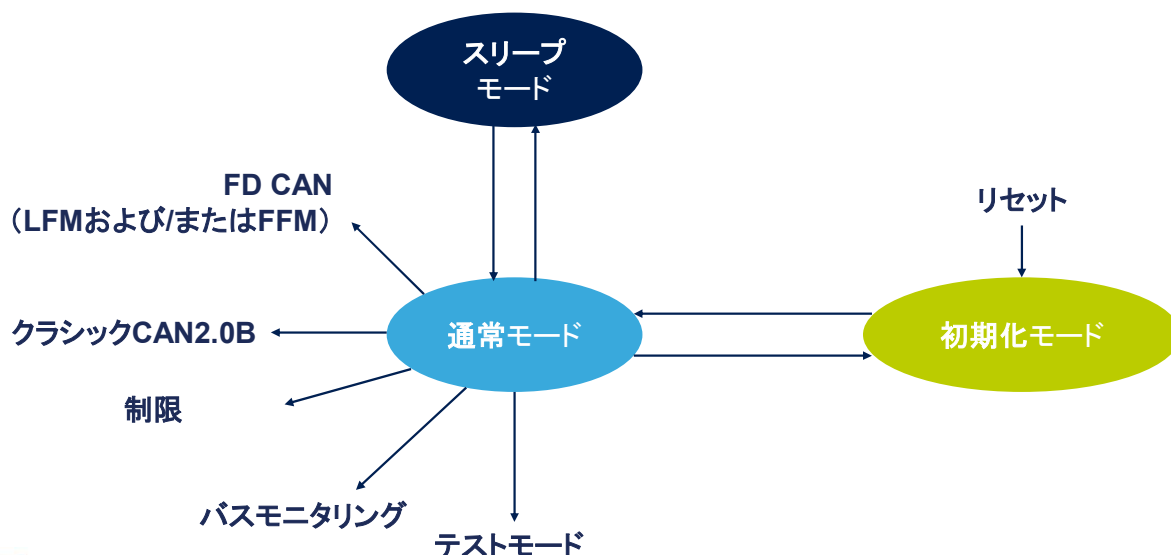 スリープ
モード
FD CAN
（LFMおよび/またはFFM）
リセット
クラシックCAN2.0B
通常モード
初期化モード
制限
バスモニタリング
テストモード